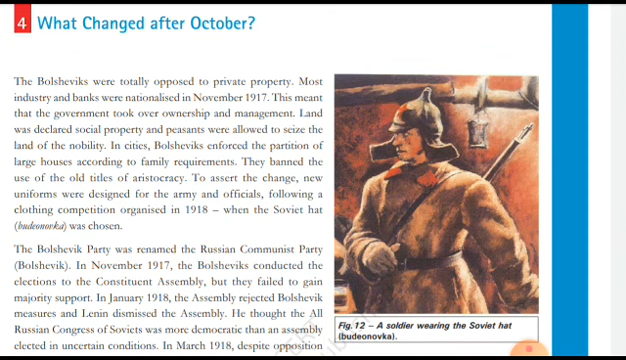 4 What Changed after October?
The Bolsheviks were totally opposed to private property. Most
industry and banks were nationalised in November 1917. This meant
that the government took over ownership and management. Land
was declared social property and peasants were allowed to seize the
land of the nobility. In cities, Bolsheviks enforced the partition of
large houses according to family requirements. They banned the
use of the old titles of aristocracy. To assert the change, new
uniforms were designed for the army and officials, following a
clothing competition organised in 1918 – when the Soviet hat
(budeonovka) was chosen.
The Bolshevik Party was renamed the Russian Communist Party
(Bolshevik). In November 1917, the Bolsheviks conducted the
elections to the Constituent Assembly, but they failed to gain
majority support. In January 1918, the Assembly rejected Bolshevik
measures and Lenin dismissed the Assembly. He thought the All
Russian Congress of Soviets was more democratic than an assembly
elected in uncertain conditions. In March 1918, despite opposition
Fig.12 – A soldier wearing the Soviet hat
(budeonovka).